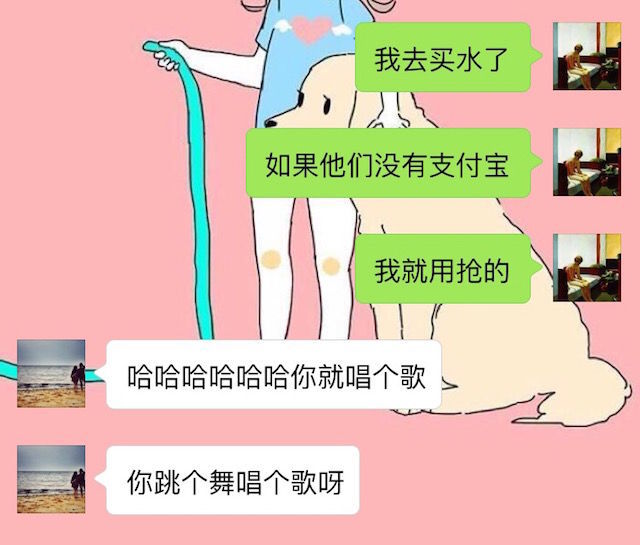 我去买水了
如果他们没有支付宝
我就用抢的
哈哈哈哈哈哈你就唱个歌
你跳个舞唱个歌呀